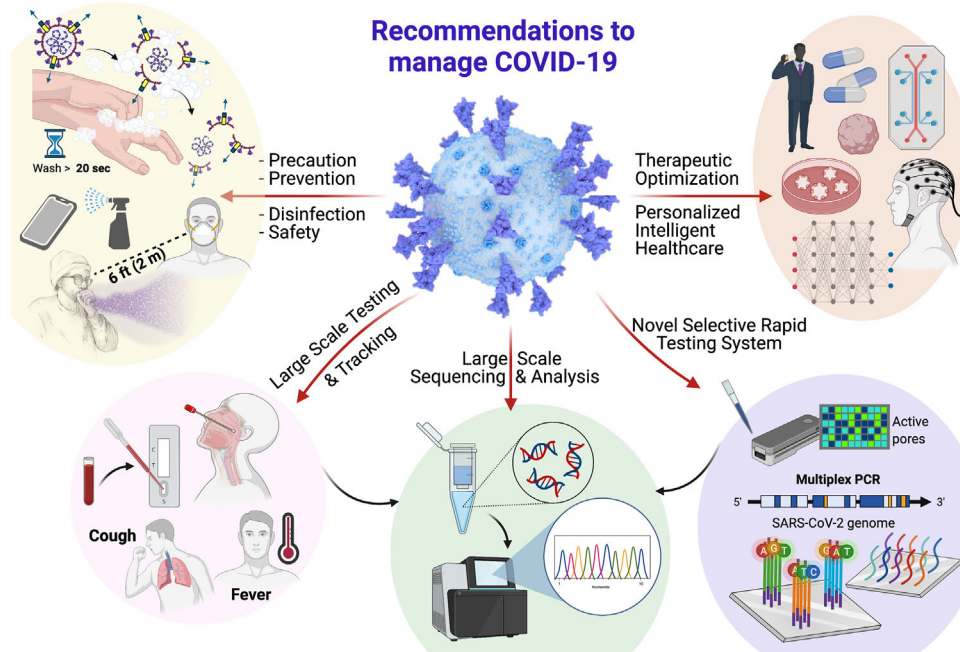 Recommendations to
manage COVID-19
Wash > 20 sec
6 ft (2 m)
- Precaution
- Prevention
- Disinfection
- Safety
Therapeutic
Optimization
Personalized
Intelligent
Healthcare
Large Scale Testing
& Tracking
Large Scale
Sequencing & Analysis
Novel Selective Rapid
Testing System
C
T
S
Cough
Fever
Nucleotide
10
Active
pores
Multiplex PCR
5' 3'
SARS-CoV-2 genome
A G T
A T C
G A T